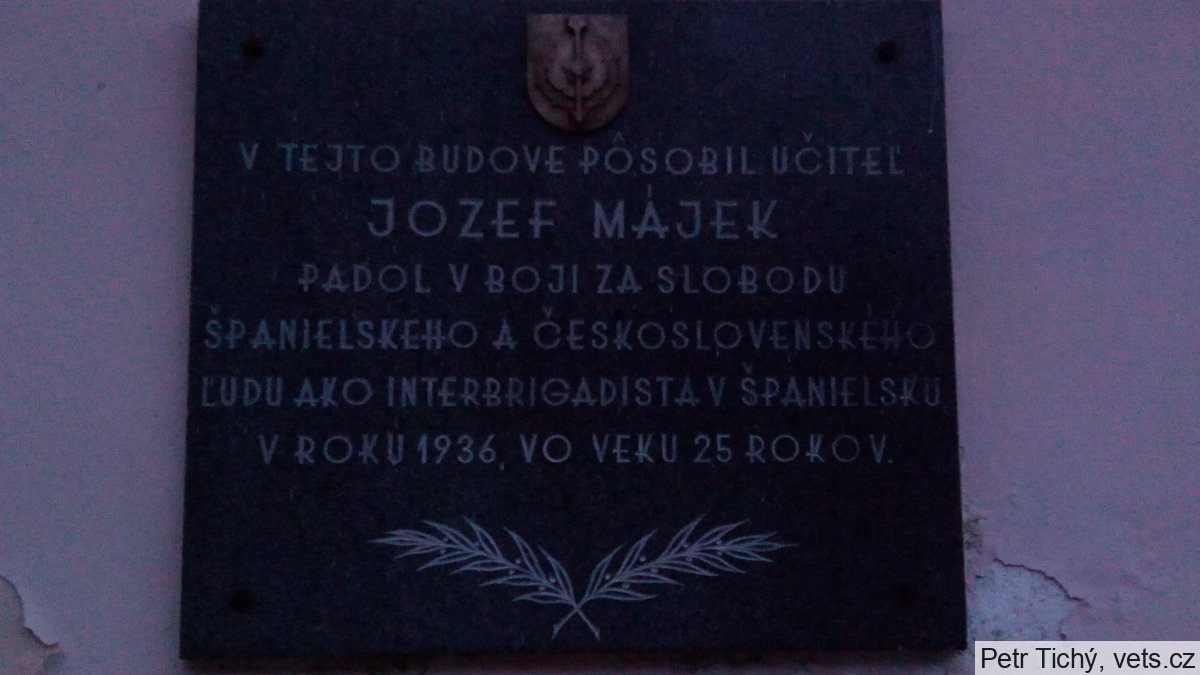 V TEJTO BUDOVE PÔSOBIL UČITEĽ
JOZEF MÁJEK
PADOL V BOJI ZA SLOBODU
ŠPANIELSKEHO A ČESKOSLOVENSKÉHO
ĽUDU AKO INTERBRIGADISTA V ŠPANIELSKU
V ROKU 1936, VO VEKU 25 ROKOV.
Petr Tichý, vets.cz